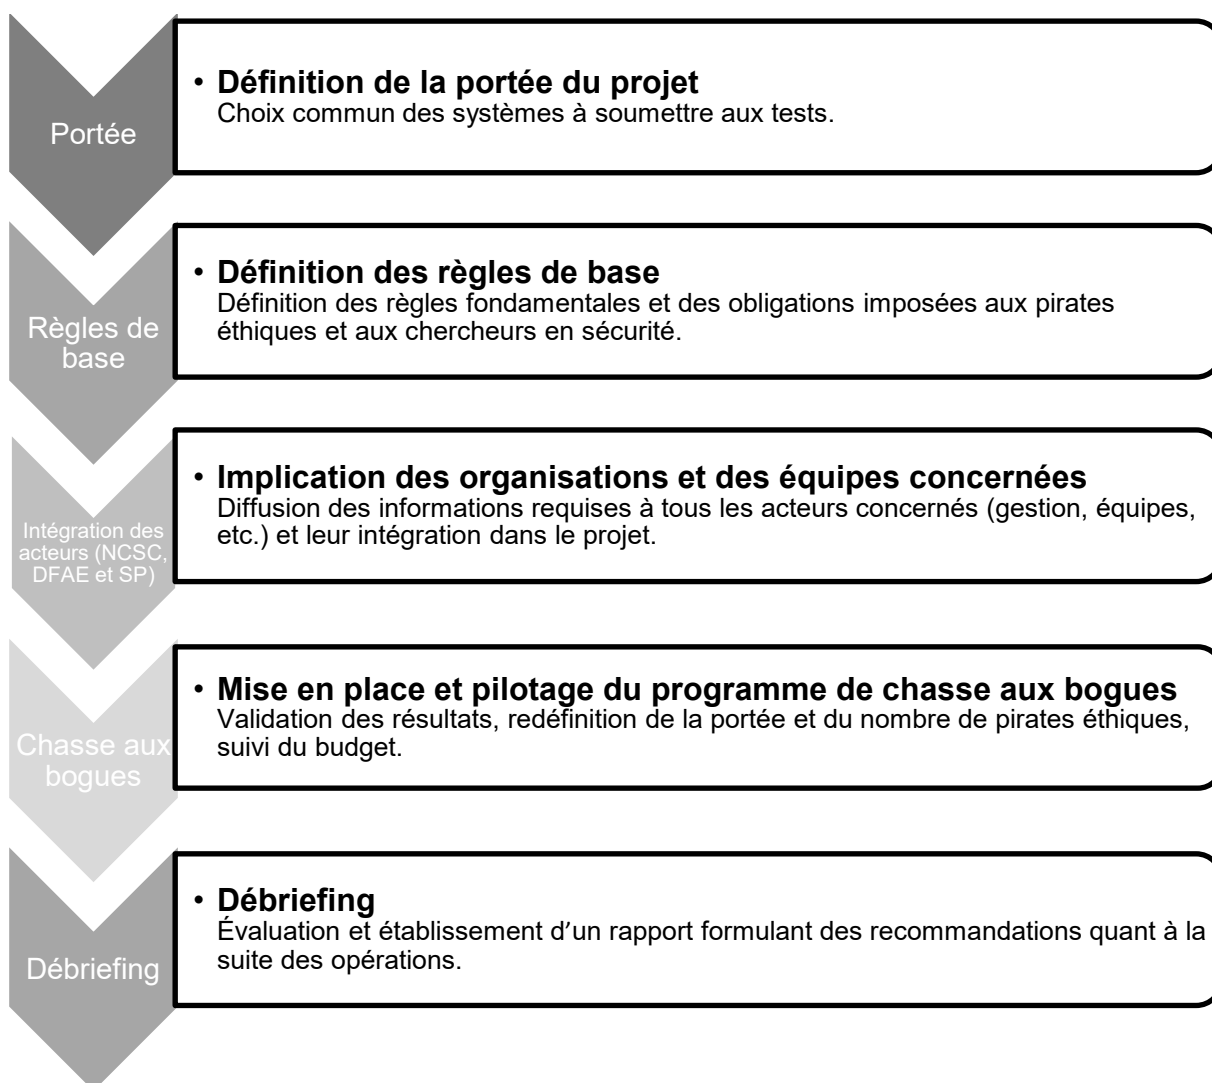 Portée
• Définition de la portée du projet
Choix commun des systèmes à soumettre aux tests.
Règles de
base
• Définition des règles de base
Définition des règles fondamentales et des obligations imposées aux pirates
éthiques et aux chercheurs en sécurité.
Intégration des
acteurs (NCSC,
DFAE et SP)
• Implication des organisations et des équipes concernées
Diffusion des informations requises à tous les acteurs concernés (gestion, équipes,
etc.) et leur intégration dans le projet.
Chasse aux
bogues
• Mise en place et pilotage du programme de chasse aux bogues
Validation des résultats, redéfinition de la portée et du nombre de pirates éthiques,
suivi du budget.
Débriefing
• Débriefing
Évaluation et établissement d’un rapport formulant des recommandations quant à la
suite des opérations.